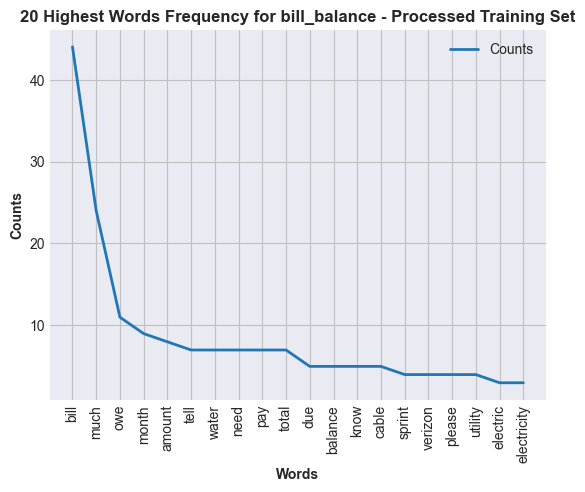 20 Highest Words Frequency for bill_balance - Processed Training Set
Counts
40
30
20
10
Counts
bill
much
owe
month
amount
tell
water
need
pay
total
due
balance
know
cable
sprint
verizon
please
utility
electric
electricity
Words